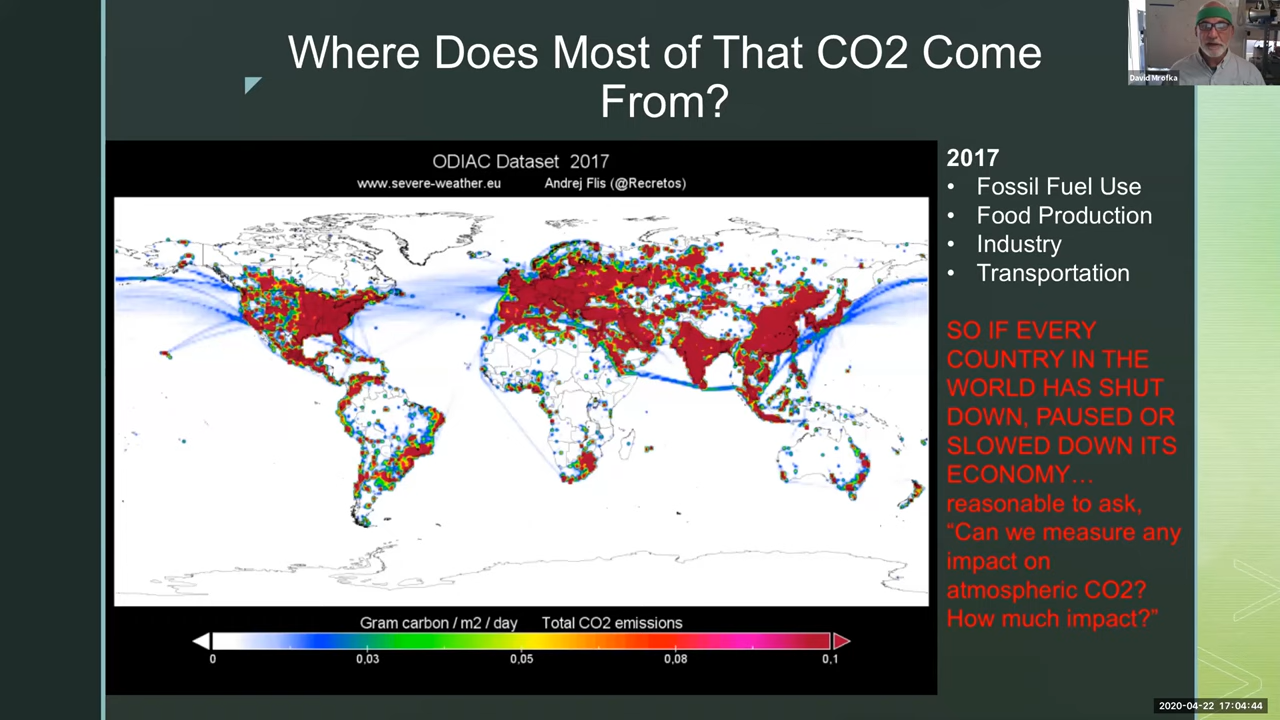 Where Does Most of That CO2 Come
From?
David Mrofka
ODIAC Dataset 2017
www.severe-weather.eu Andrej Flis (@Recretos)
Gram carbon / m2 / day Total CO2 emissions
0 0,03 0,05 0,08 0,1
2017
• Fossil Fuel Use
• Food Production
• Industry
• Transportation
SO IF EVERY
COUNTRY IN THE
WORLD HAS SHUT
DOWN, PAUSED OR
SLOWED DOWN ITS
ECONOMY…
reasonable to ask,
“Can we measure any
impact on
atmospheric CO2?
How much impact?”
2020-04-22 17:04:44